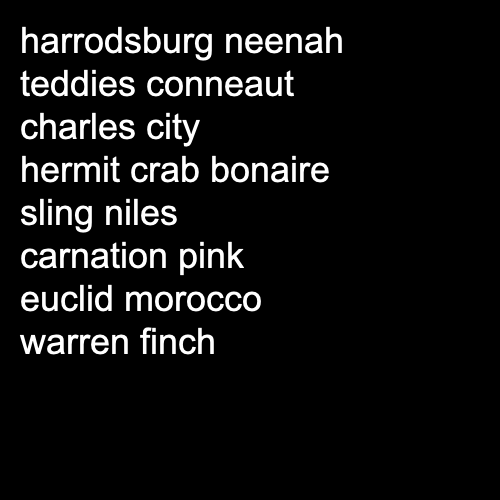 harrodsburg neenah
teddies conneaut
charles city
hermit crab bonaire
sling niles
carnation pink
euclid morocco
warren finch